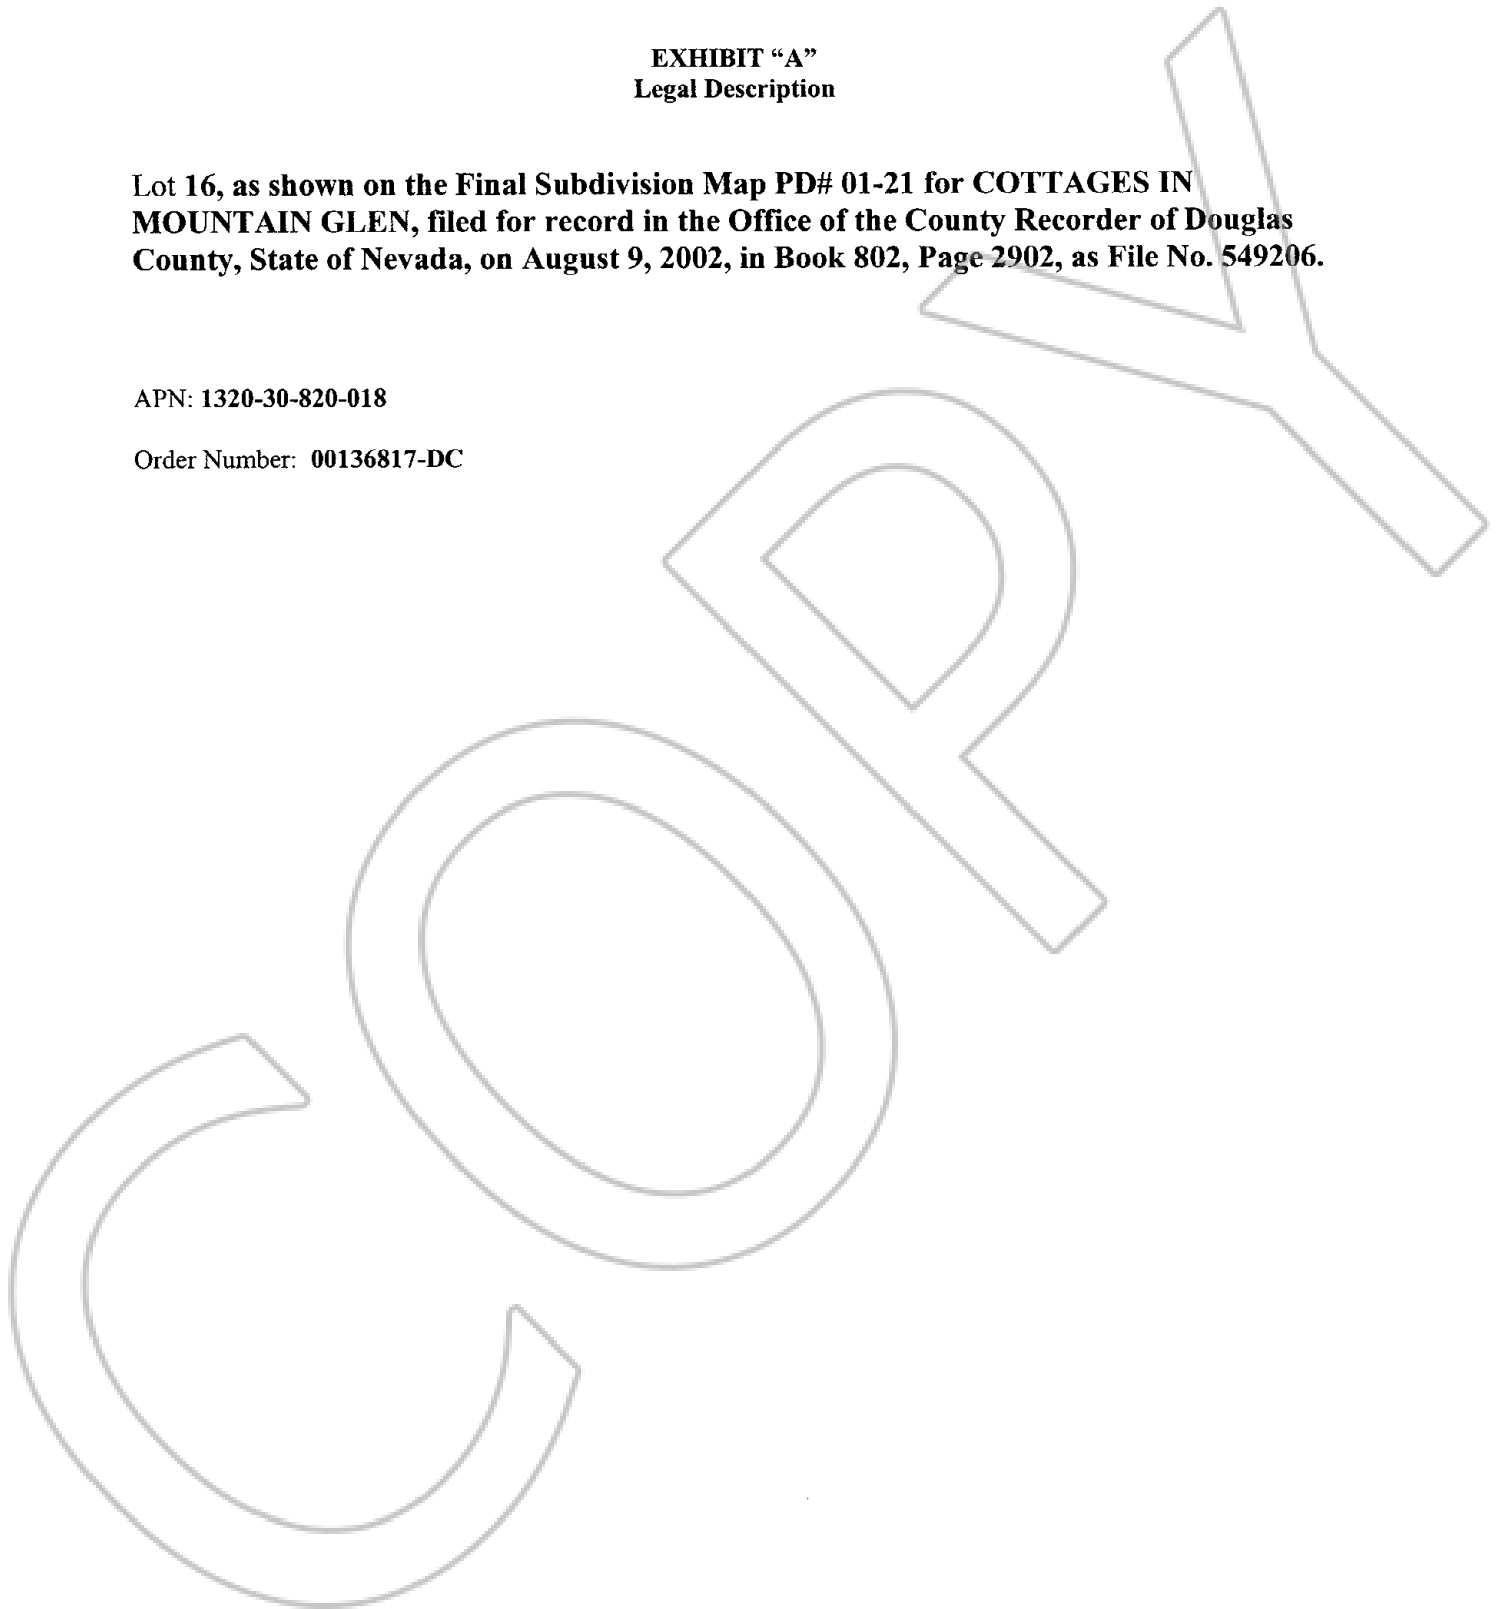 EXHIBIT “A”
Legal Description
Lot 16, as shown on the Final Subdivision Map PD# 01-21 for COTTAGES IN
MOUNTAIN GLEN, filed for record in the Office of the County Recorder of Douglas
County, State of Nevada, on August 9, 2002, in Book 802, Page 2902, as File No. 549206.
APN: 1320-30-820-018
Order Number: 00136817-DC
COPY